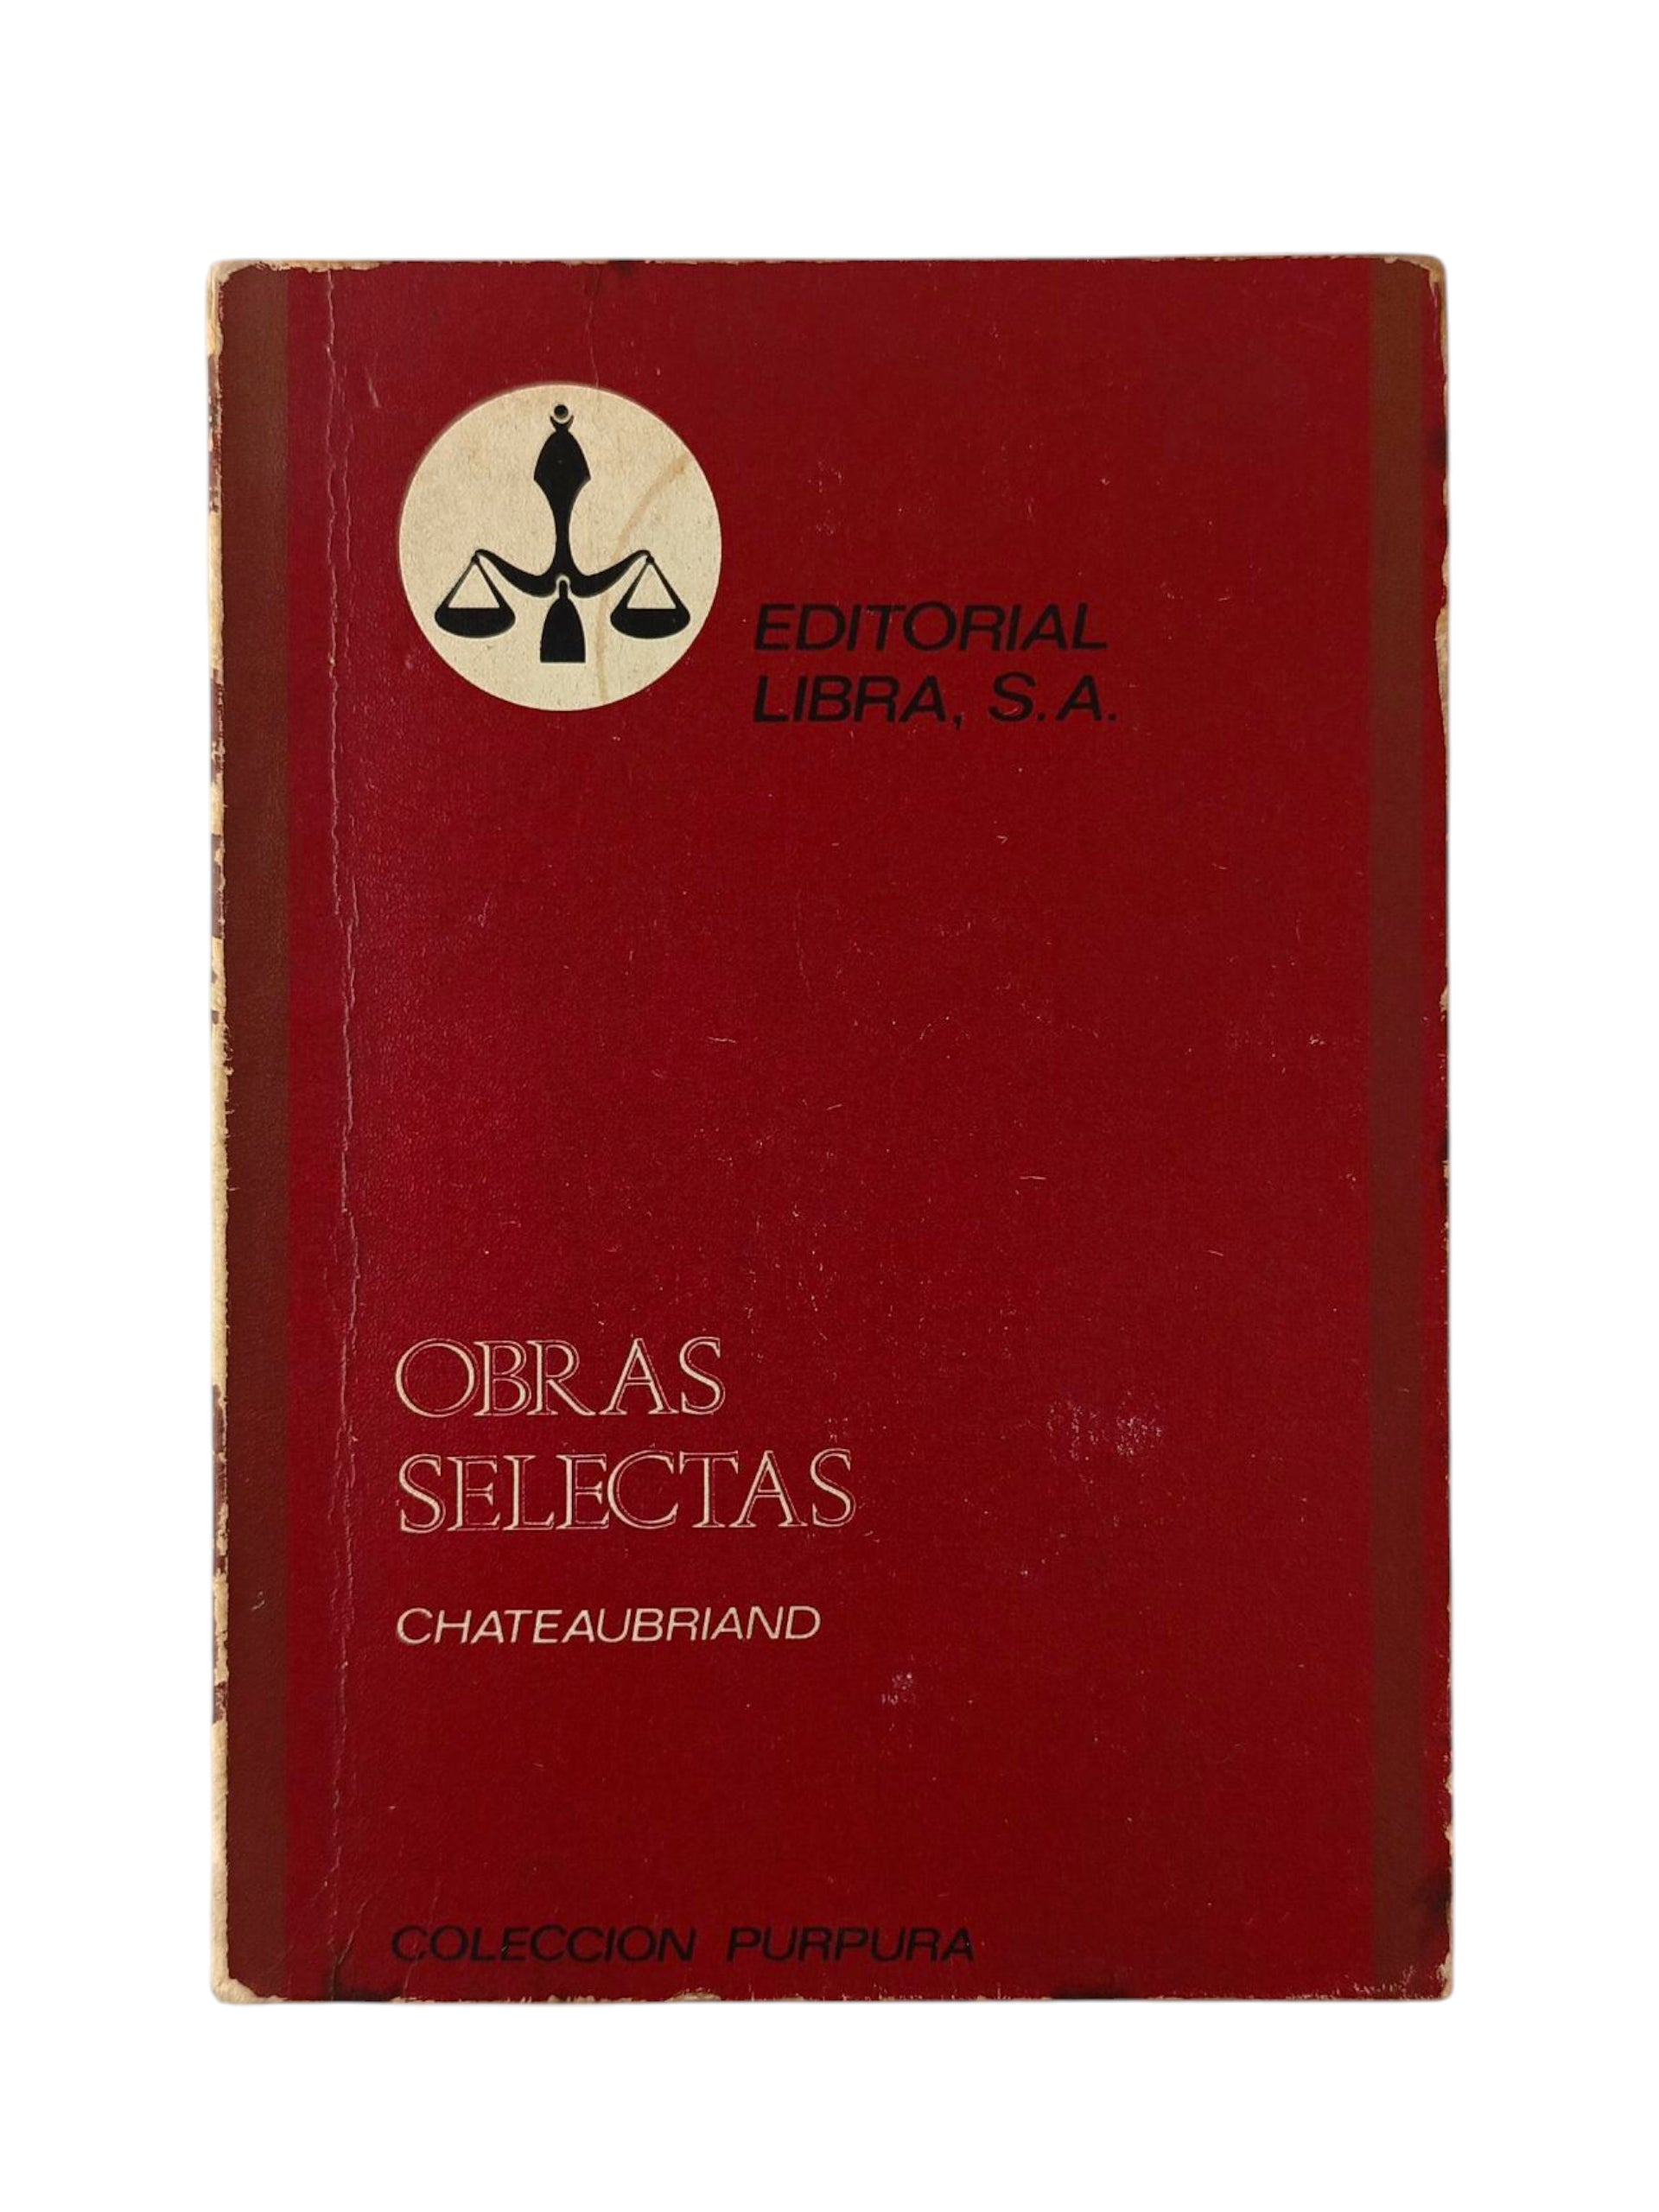 EDITORIAL
LIBRA, S.A.
OBRAS
SELECTAS
CHATEAUBRIAND
COLECCION PURPURA